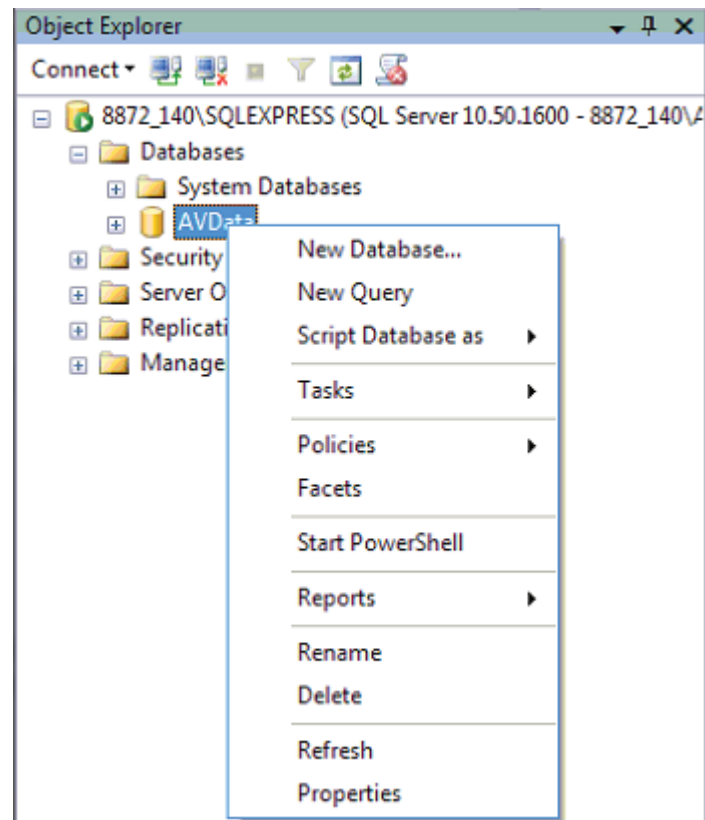 Object Explorer
Connect
8872_140\SQLEXPRESS (SQL Server 10.50.1600 - 8872_140\A
Databases
System Databases
AVData
Security
Server O
Replicati
Manage
New Database...
New Query
Script Database as
Tasks
Policies
Facets
Start PowerShell
Reports
Rename
Delete
Refresh
Properties